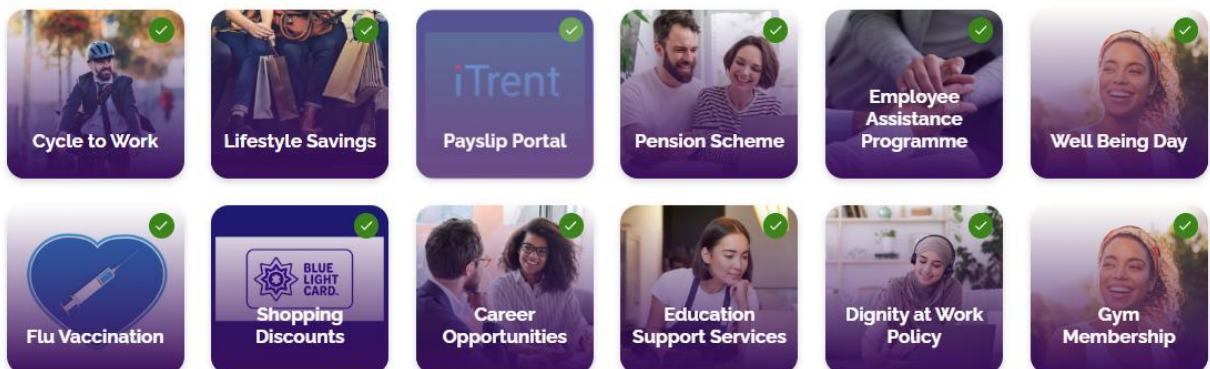 Cycle to Work
Lifestyle Savings
iTrent
Payslip Portal
Pension Scheme
Employee
Assistance
Programme
Well Being Day
Flu Vaccination
BLUE
LIGHT
CARD.
Shopping
Discounts
Career
Opportunities
Education
Support Services
Dignity at Work
Policy
Gym
Membership